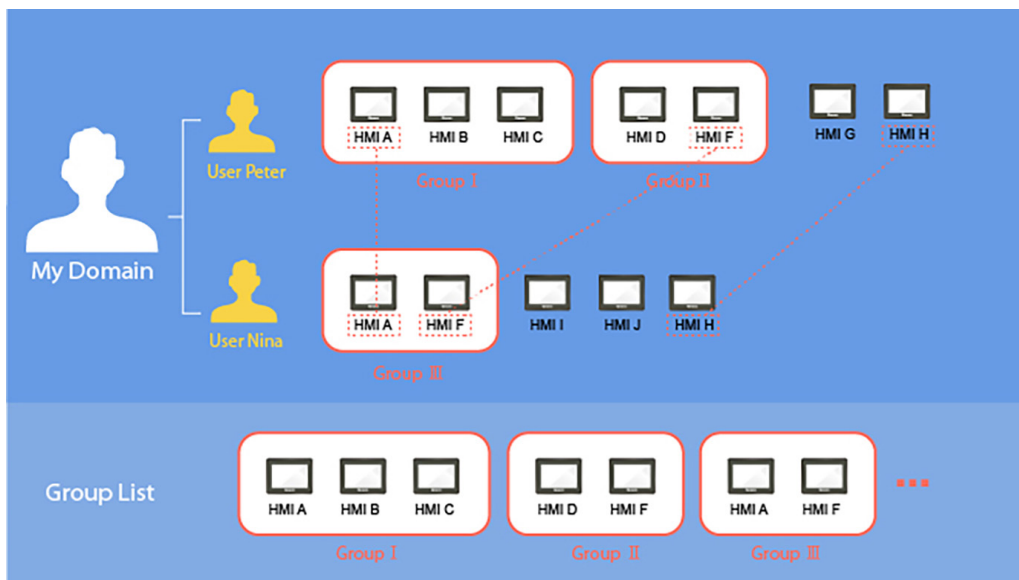 HMI A HMI B HMI C HMI D HMI F HMI G HMI H
User Peter
Group Ⅰ Group Ⅱ
My Domain
HMI A HMI F HMI I HMI J HMI H
User Nina
Group Ⅲ
Group List
HMI A HMI B HMI C HMI D HMI F HMI A HMI F
Group Ⅰ Group Ⅱ Group Ⅲ